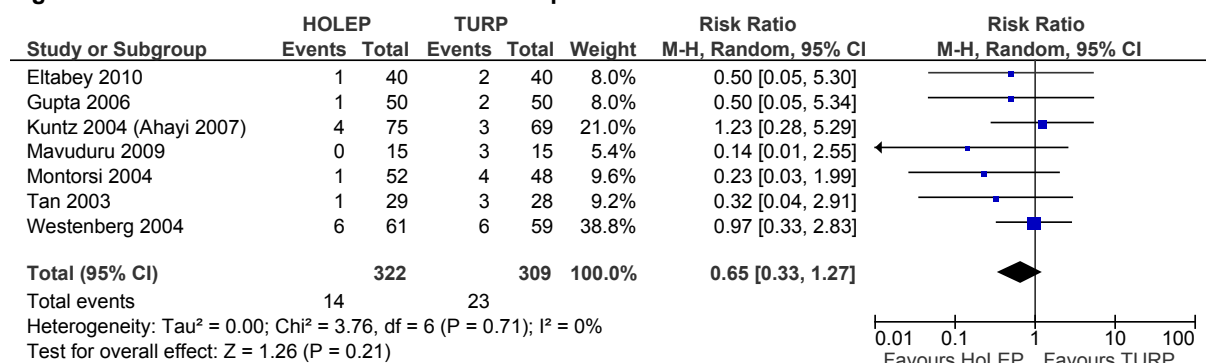 HOLEP TURP Risk Ratio Risk Ratio
Study or Subgroup Events Total Events Total Weight M-H, Random, 95% CI M-H, Random, 95% CI
Eltabey 2010 1 40 2 40 8.0% 0.50 [0.05, 5.30]
Gupta 2006 1 50 2 50 8.0% 0.50 [0.05, 5.34]
Kuntz 2004 (Ahayi 2007) 4 75 3 69 21.0% 1.23 [0.28, 5.29]
Mavuduru 2009 0 15 3 15 5.4% 0.14 [0.01, 2.55]
Montorsi 2004 1 52 4 48 9.6% 0.23 [0.03, 1.99]
Tan 2003 1 29 3 28 9.2% 0.32 [0.04, 2.91]
Westenberg 2004 6 61 6 59 38.8% 0.97 [0.33, 2.83]
Total (95% CI) 322 309 100.0% 0.65 [0.33, 1.27]
Total events 14 23
Heterogeneity: Tau² = 0.00; Chi² = 3.76, df = 6 (P = 0.71); I² = 0%
Test for overall effect: Z = 1.26 (P = 0.21)
0.01 0.1 1 10 100
Favours HoLEP Favours TURP